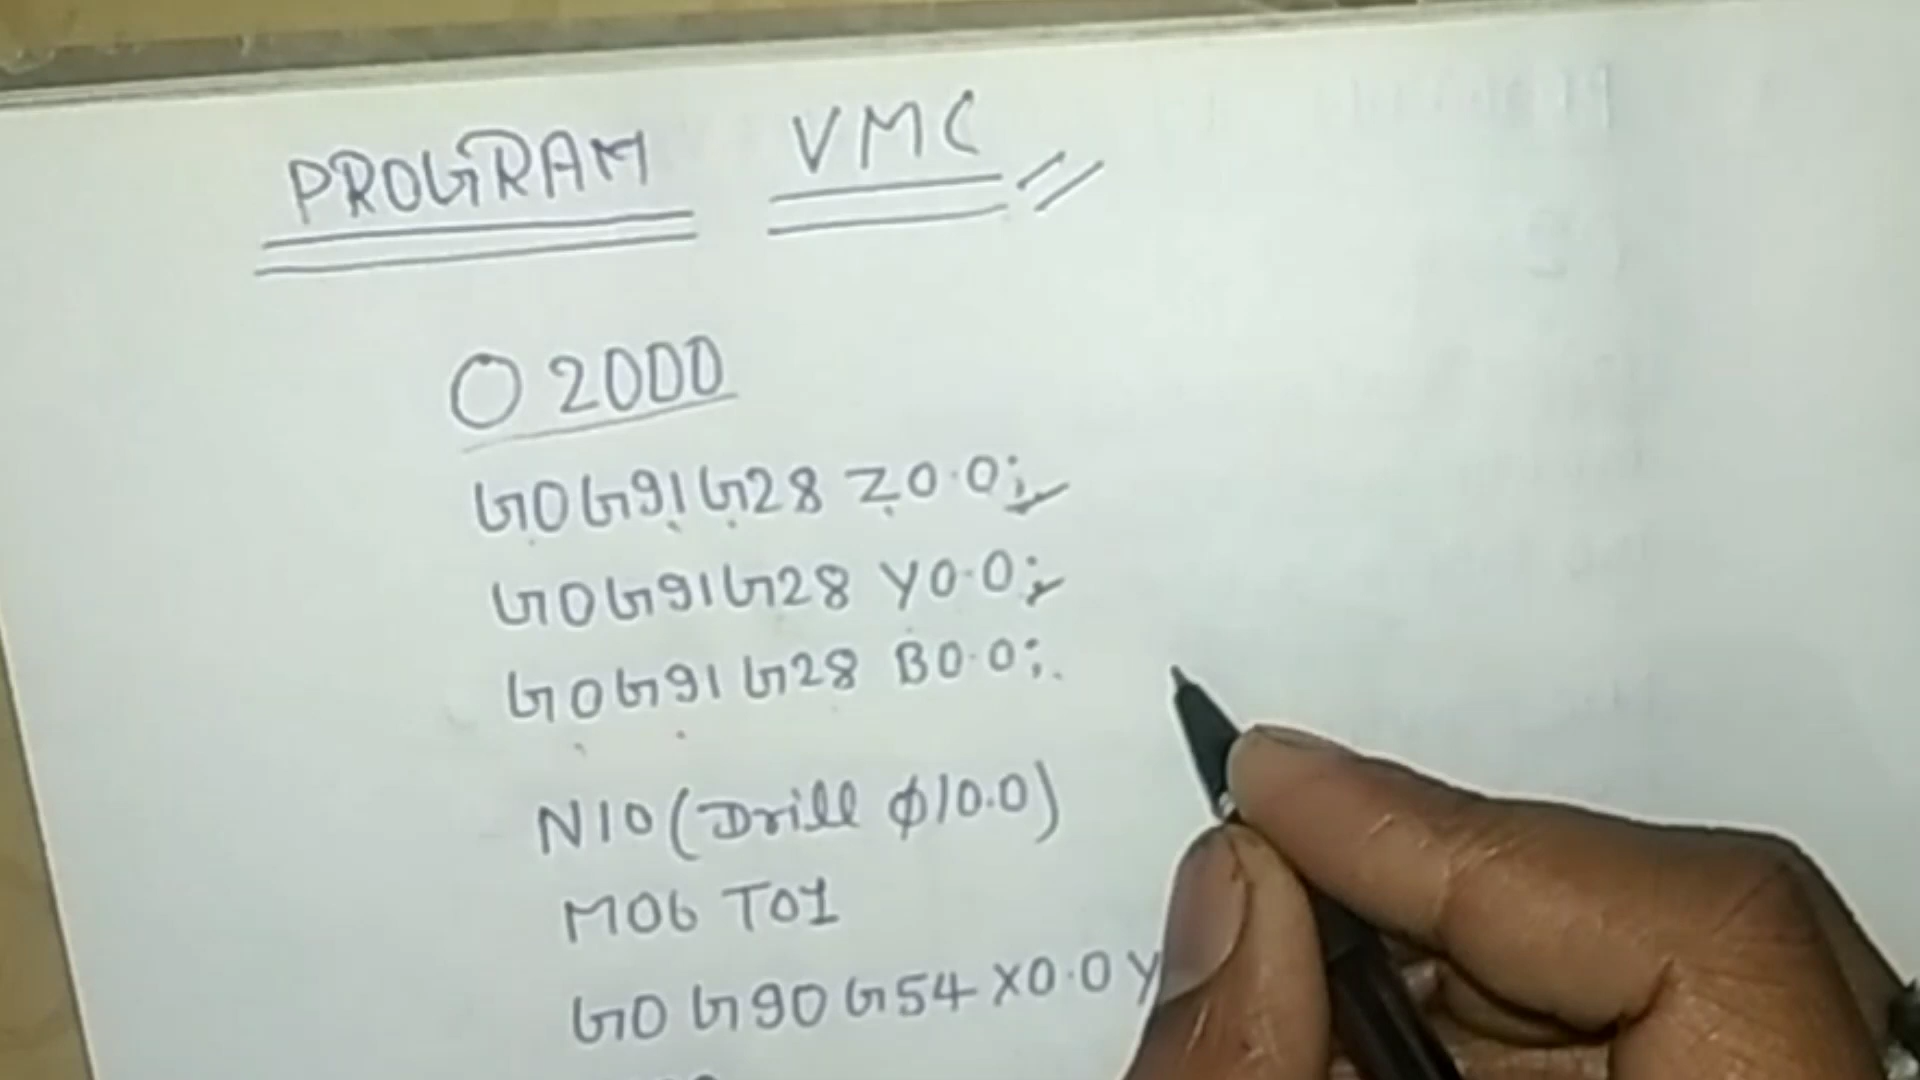 PROGRAM VMC
O2000
G0G91G28 Z0.0;
G0G91G28 Y0.0;
G0G91G28 B0.0;
N10(Drill ϕ10.0)
M06 T01
G0 G90 G54 X0.0 Y